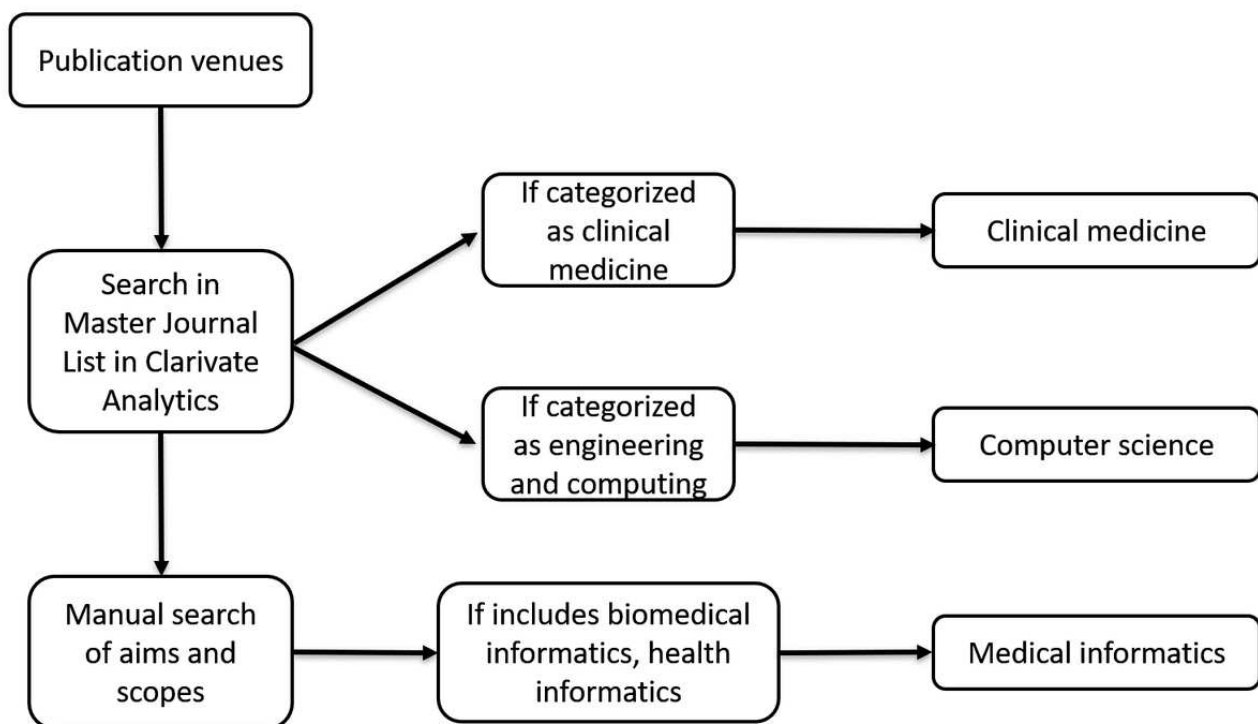 Publication venues
If categorized
as clinical
medicine
Clinical medicine
Search in
Master Journal
List in Clarivate
Analytics
If categorized
as engineering
and computing
Computer science
Manual search
of aims and
scopes
If includes biomedical
informatics, health
informatics
Medical informatics